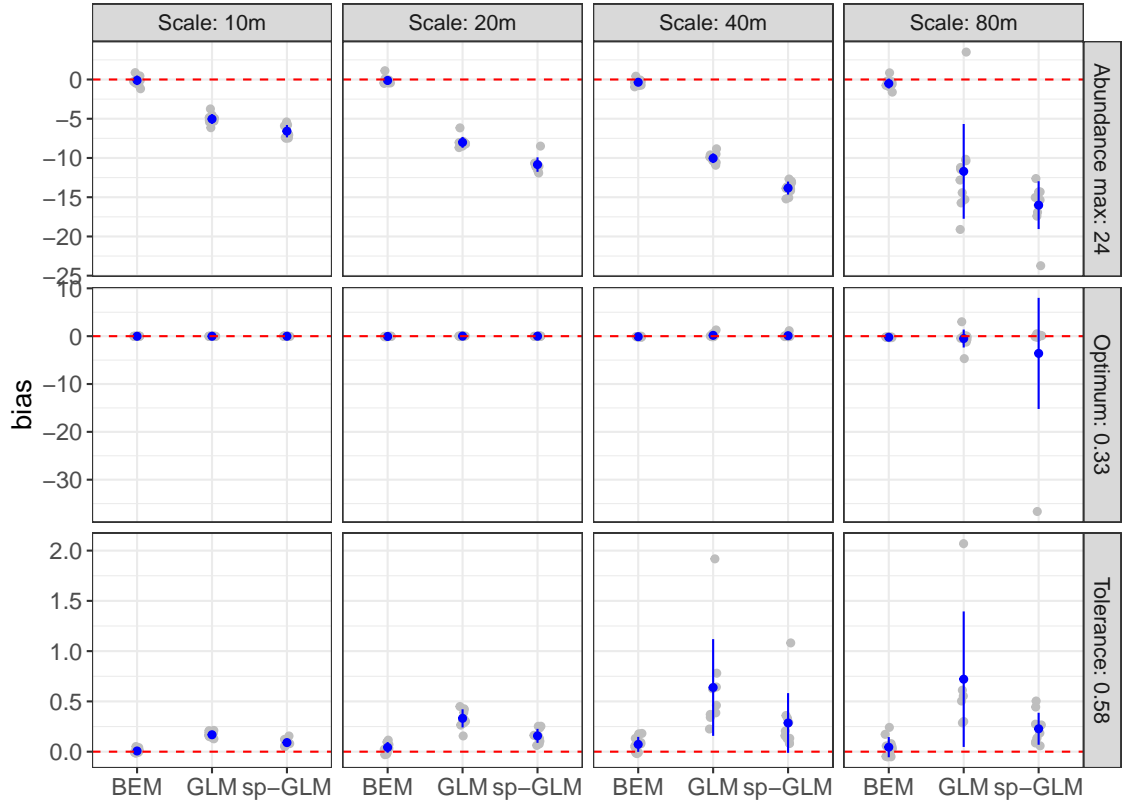 Scale: 10m
Scale: 20m
Scale: 40m
Scale: 80m
0
−5
−10
−15
−20
−25
Abundance max: 24
10
0
−10
−20
−30
Optimum: 0.33
bias
2.0
1.5
1.0
0.5
0.0
Tolerance: 0.58
BEM GLM sp−GLM
BEM GLM sp−GLM
BEM GLM sp−GLM
BEM GLM sp−GLM